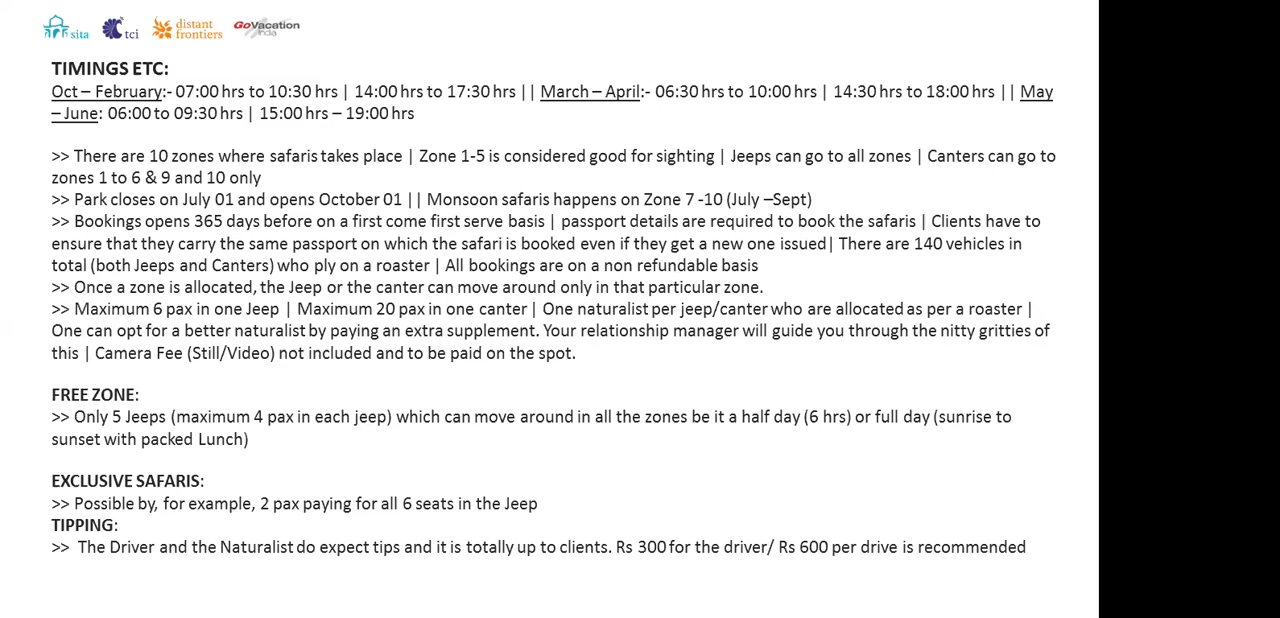 sita tci distant frontiers GoVacation India
TIMINGS ETC:
Oct – February:- 07:00 hrs to 10:30 hrs | 14:00 hrs to 17:30 hrs || March – April:- 06:30 hrs to 10:00 hrs | 14:30 hrs to 18:00 hrs || May
– June: 06:00 to 09:30 hrs | 15:00 hrs – 19:00 hrs
>> There are 10 zones where safaris takes place | Zone 1-5 is considered good for sighting | Jeeps can go to all zones | Canters can go to
zones 1 to 6 & 9 and 10 only
>> Park closes on July 01 and opens October 01 || Monsoon safaris happens on Zone 7 -10 (July –Sept)
>> Bookings opens 365 days before on a first come first serve basis | passport details are required to book the safaris | Clients have to
ensure that they carry the same passport on which the safari is booked even if they get a new one issued| There are 140 vehicles in
total (both Jeeps and Canters) who ply on a roaster | All bookings are on a non refundable basis
>> Once a zone is allocated, the Jeep or the canter can move around only in that particular zone.
>> Maximum 6 pax in one Jeep | Maximum 20 pax in one canter | One naturalist per jeep/canter who are allocated as per a roaster |
One can opt for a better naturalist by paying an extra supplement. Your relationship manager will guide you through the nitty gritties of
this | Camera Fee (Still/Video) not included and to be paid on the spot.
FREE ZONE:
>> Only 5 Jeeps (maximum 4 pax in each jeep) which can move around in all the zones be it a half day (6 hrs) or full day (sunrise to
sunset with packed Lunch)
EXCLUSIVE SAFARIS:
>> Possible by, for example, 2 pax paying for all 6 seats in the Jeep
TIPPING:
>> The Driver and the Naturalist do expect tips and it is totally up to clients. Rs 300 for the driver/ Rs 600 per drive is recommended